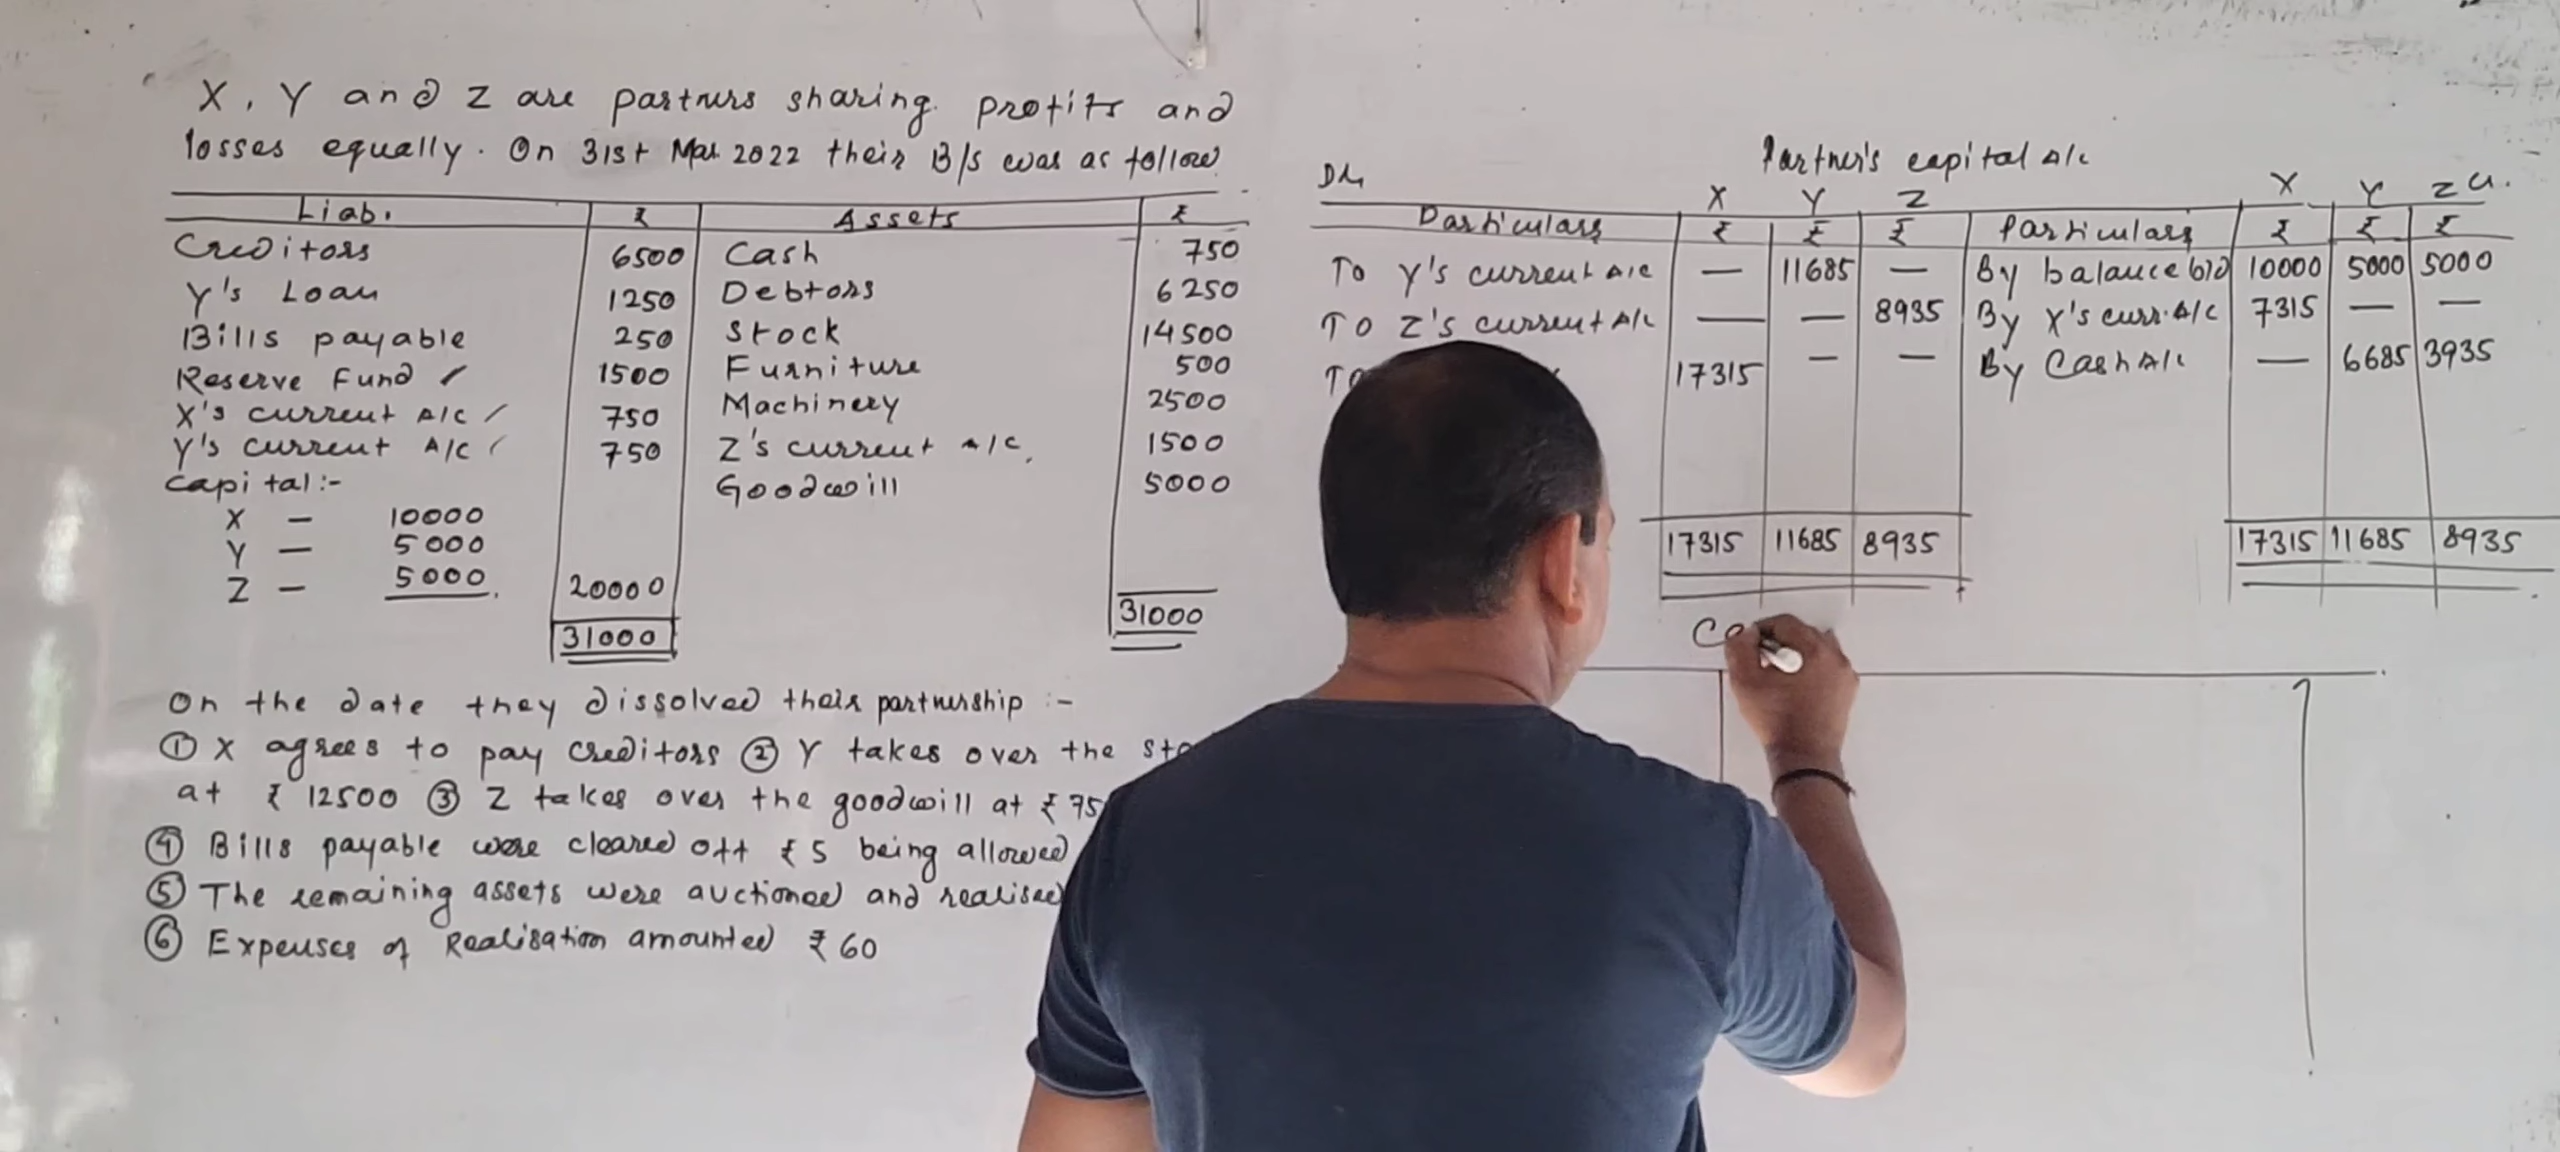 X, Y and Z are partners sharing profits and
losses equally. On 31st Mar. 2022 their B/s was as follow
Liab. ₹ Assets ₹
Creditors 6500 Cash 750
Y's Loan 1250 Debtors 6250
Bills payable 250 Stock 14500
Reserve Fund 1500 Furniture 500
X's current A/c 750 Machinery 2500
Y's current A/c 750 Z's current A/c 1500
Capital :- Goodwill 5000
X — 10000
Y — 5000
Z — 5000 20000
31000 31000
On the date they dissolved their partnership :-
① X agrees to pay creditors ② Y takes over the
at ₹ 12500 ③ Z takes over the goodwill at ₹
④ Bills payable were cleared off ₹5 being allowed
⑤ The remaining assets were auctioned and realised
⑥ Expenses of Realisation amounted ₹ 60
Partner's capital A/c
Dr. X Y Z X Y Z Cr.
Particulars ₹ ₹ ₹ Particulars ₹ ₹ ₹
To Y's current A/c — 11685 — By balance b/d 10000 5000 5000
To Z's current A/c — — 8935 By X's curr. A/c 7315 — —
To 17315 — — By Cash A/c — 6685 3935
17315 11685 8935 17315 11685 8935